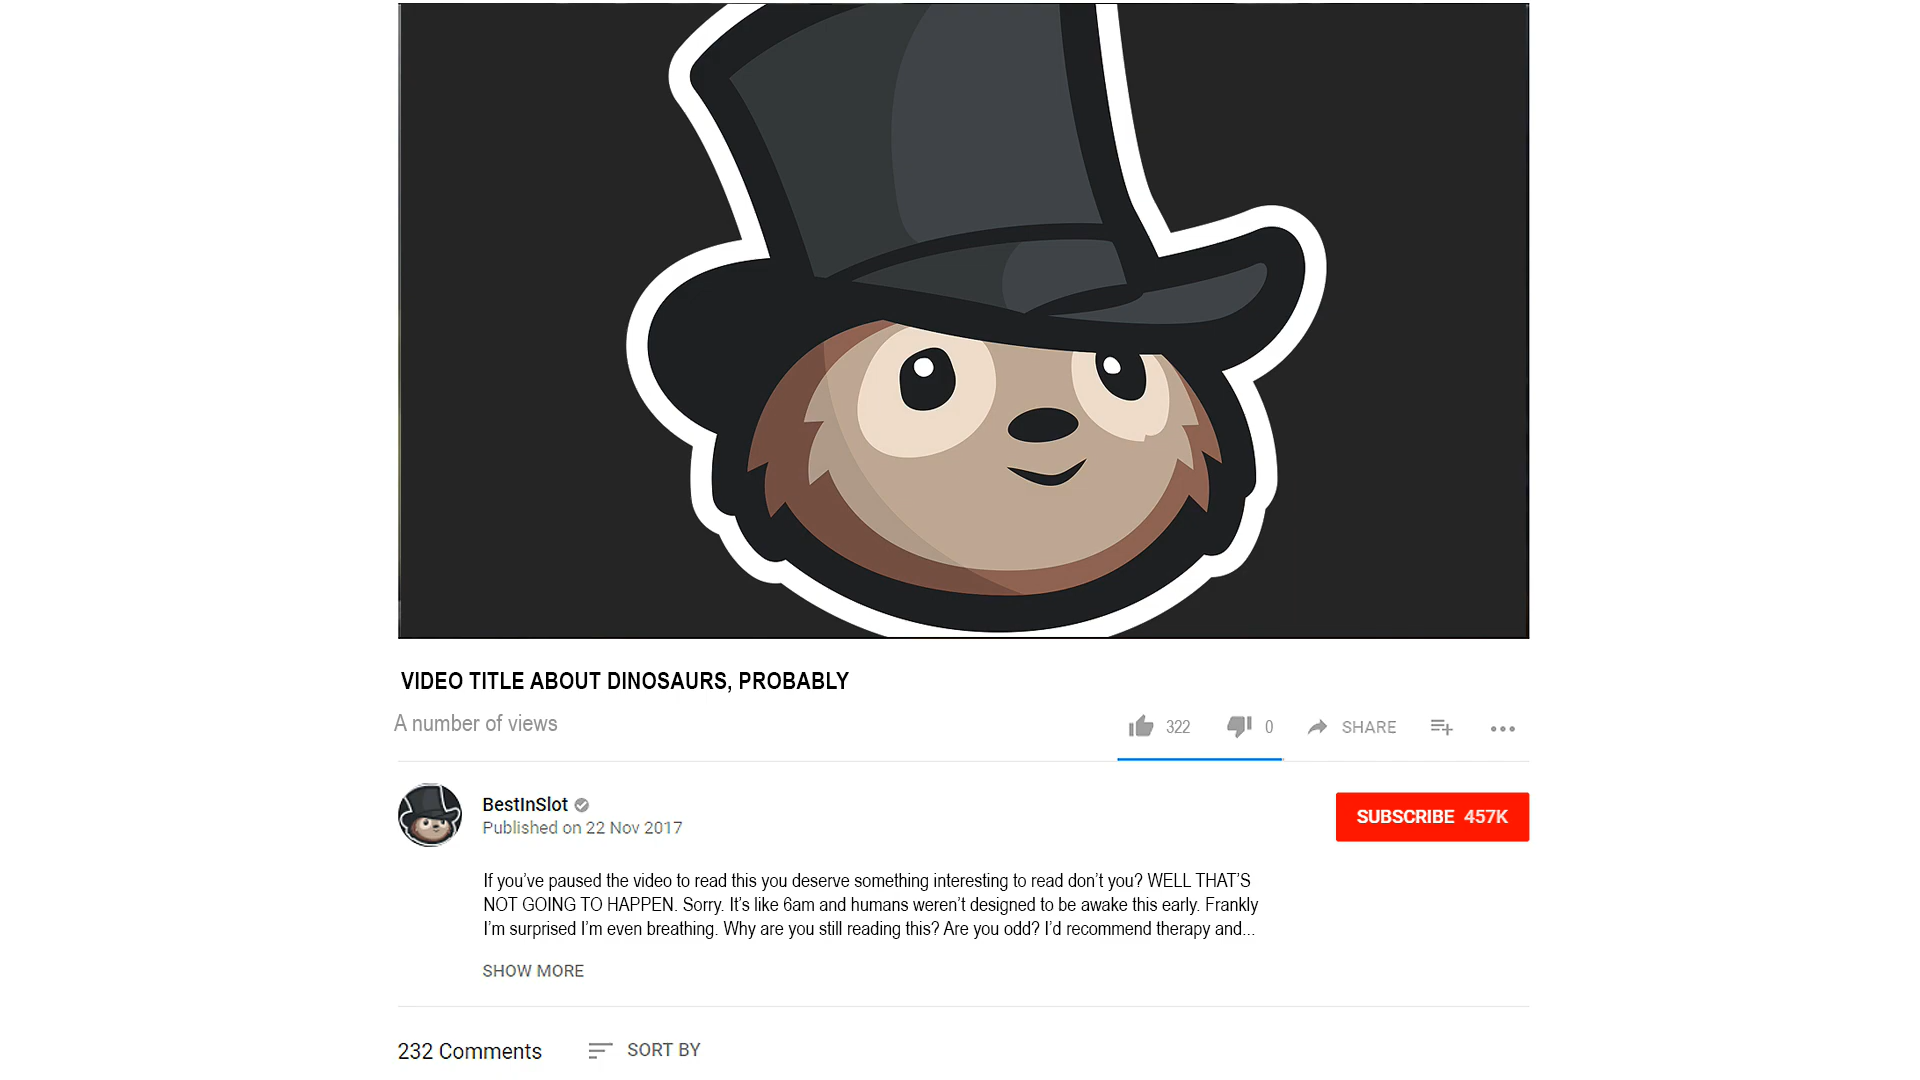 VIDEO TITLE ABOUT DINOSAURS, PROBABLY
A number of views
322 0 SHARE
BestInSlot
Published on 22 Nov 2017
SUBSCRIBE 457K
If you’ve paused the video to read this you deserve something interesting to read don’t you? WELL THAT’S
NOT GOING TO HAPPEN. Sorry. It’s like 6am and humans weren’t designed to be awake this early. Frankly
I’m surprised I’m even breathing. Why are you still reading this? Are you odd? I’d recommend therapy and...
SHOW MORE
232 Comments SORT BY